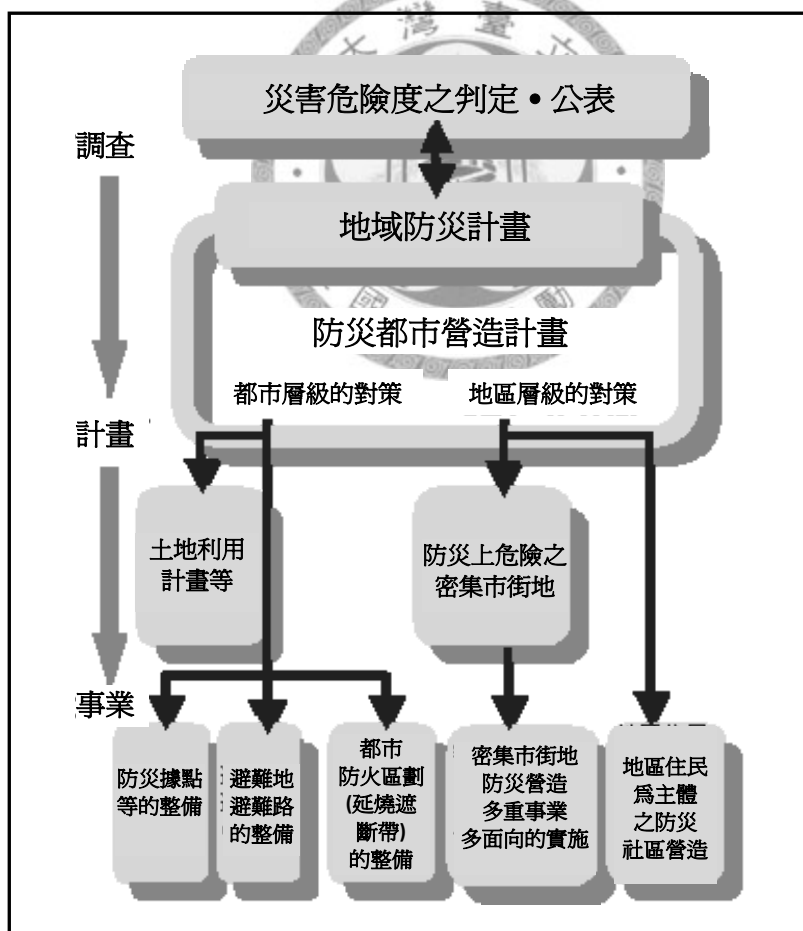 災害危險度之判定•公表
調查
地域防災計畫
防災都市營造計畫
都市層級的對策
地區層級的對策
計畫
土地利用
計畫等
防災上危險之
密集市街地
事業
防災據點
等的整備
避難地
避難路
的整備
都市
防火區劃
(延燒遮
斷帶)
的整備
密集市街地
防災營造
多重事業
多面向的實施
地區住民
為主體
之防災
社區營造